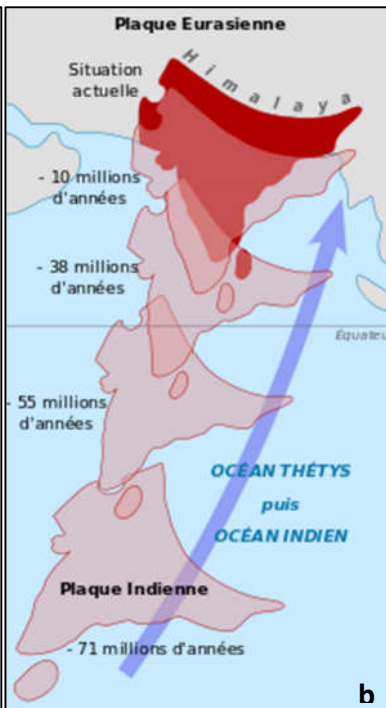 Plaque Eurasienne
Situation
actuelle
Himalaya
- 10 millions
d'années
- 38 millions
d'années
Équateu
- 55 millions
d'années
OCÉAN THÉTYS
puis
OCÉAN INDIEN
Plaque Indienne
- 71 millions d'années
b